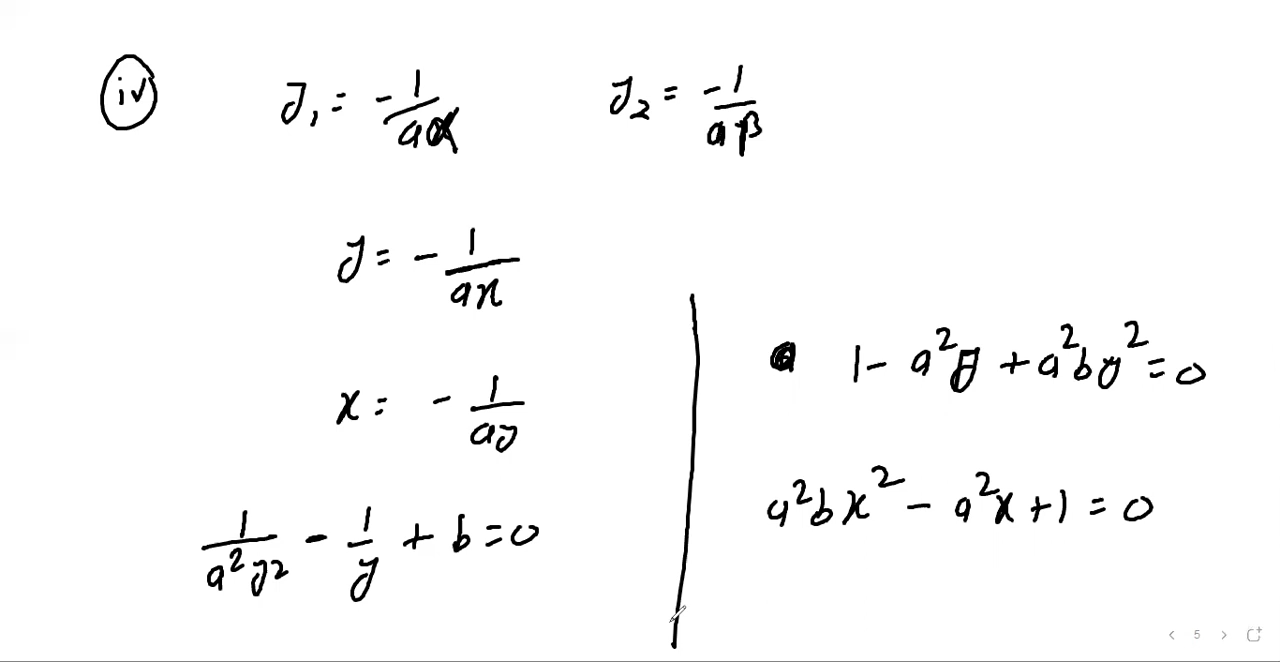 iv y₁ = -1/aα y₂ = -1/aβ
y = -1/ax
x = -1/ay
1/a²y² - 1/y + b = 0
1 - a²y + a²by² = 0
a²bx² - a²x + 1 = 0
< 5 >